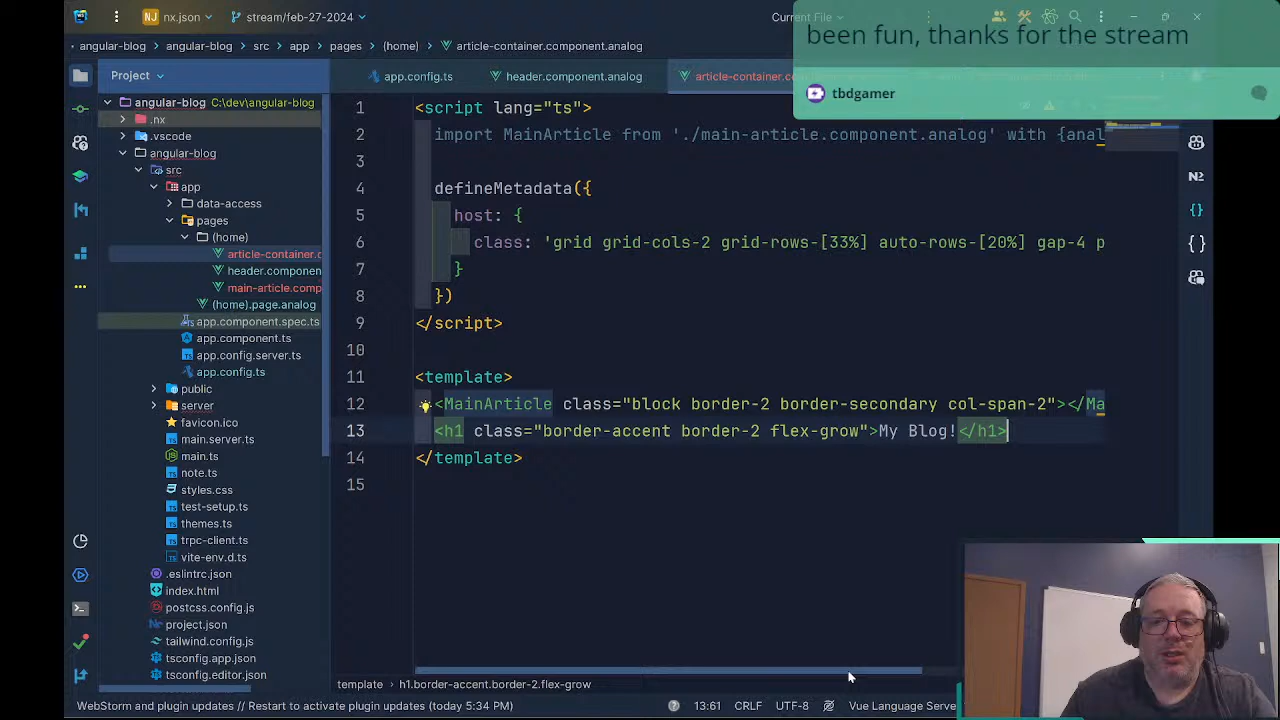 nx.json
stream/feb-27-2024
Current File
been fun, thanks for the stream
tbdgamer
angular-blog
angular-blog
src
app
pages
(home)
article-container.component.analog
Project
app.config.ts
header.component.analog
article-container.co
angular-blog C:\dev\angular-blog
.nx
.vscode
angular-blog
src
app
data-access
pages
(home)
article-container.c
header.componen
main-article.comp
(home).page.analog
app.component.spec.ts
app.component.ts
app.config.server.ts
app.config.ts
public
server
favicon.ico
main.server.ts
main.ts
note.ts
styles.css
test-setup.ts
themes.ts
trpc-client.ts
vite-env.d.ts
.eslintrc.json
index.html
postcss.config.js
project.json
tailwind.config.js
tsconfig.app.json
tsconfig.editor.json
1 <script lang="ts">
2 import MainArticle from './main-article.component.analog' with {anal
3
4 defineMetadata({
5 host: {
6 class: 'grid grid-cols-2 grid-rows-[33%] auto-rows-[20%] gap-4 p
7 }
8 })
9 </script>
10
11 <template>
12 <MainArticle class="block border-2 border-secondary col-span-2"></Ma
13 <h1 class="border-accent border-2 flex-grow">My Blog!</h1>
14 </template>
15
N2
template
h1.border-accent.border-2.flex-grow
WebStorm and plugin updates // Restart to activate plugin updates (today 5:34 PM)
13:61
CRLF
UTF-8
Vue Language Serve